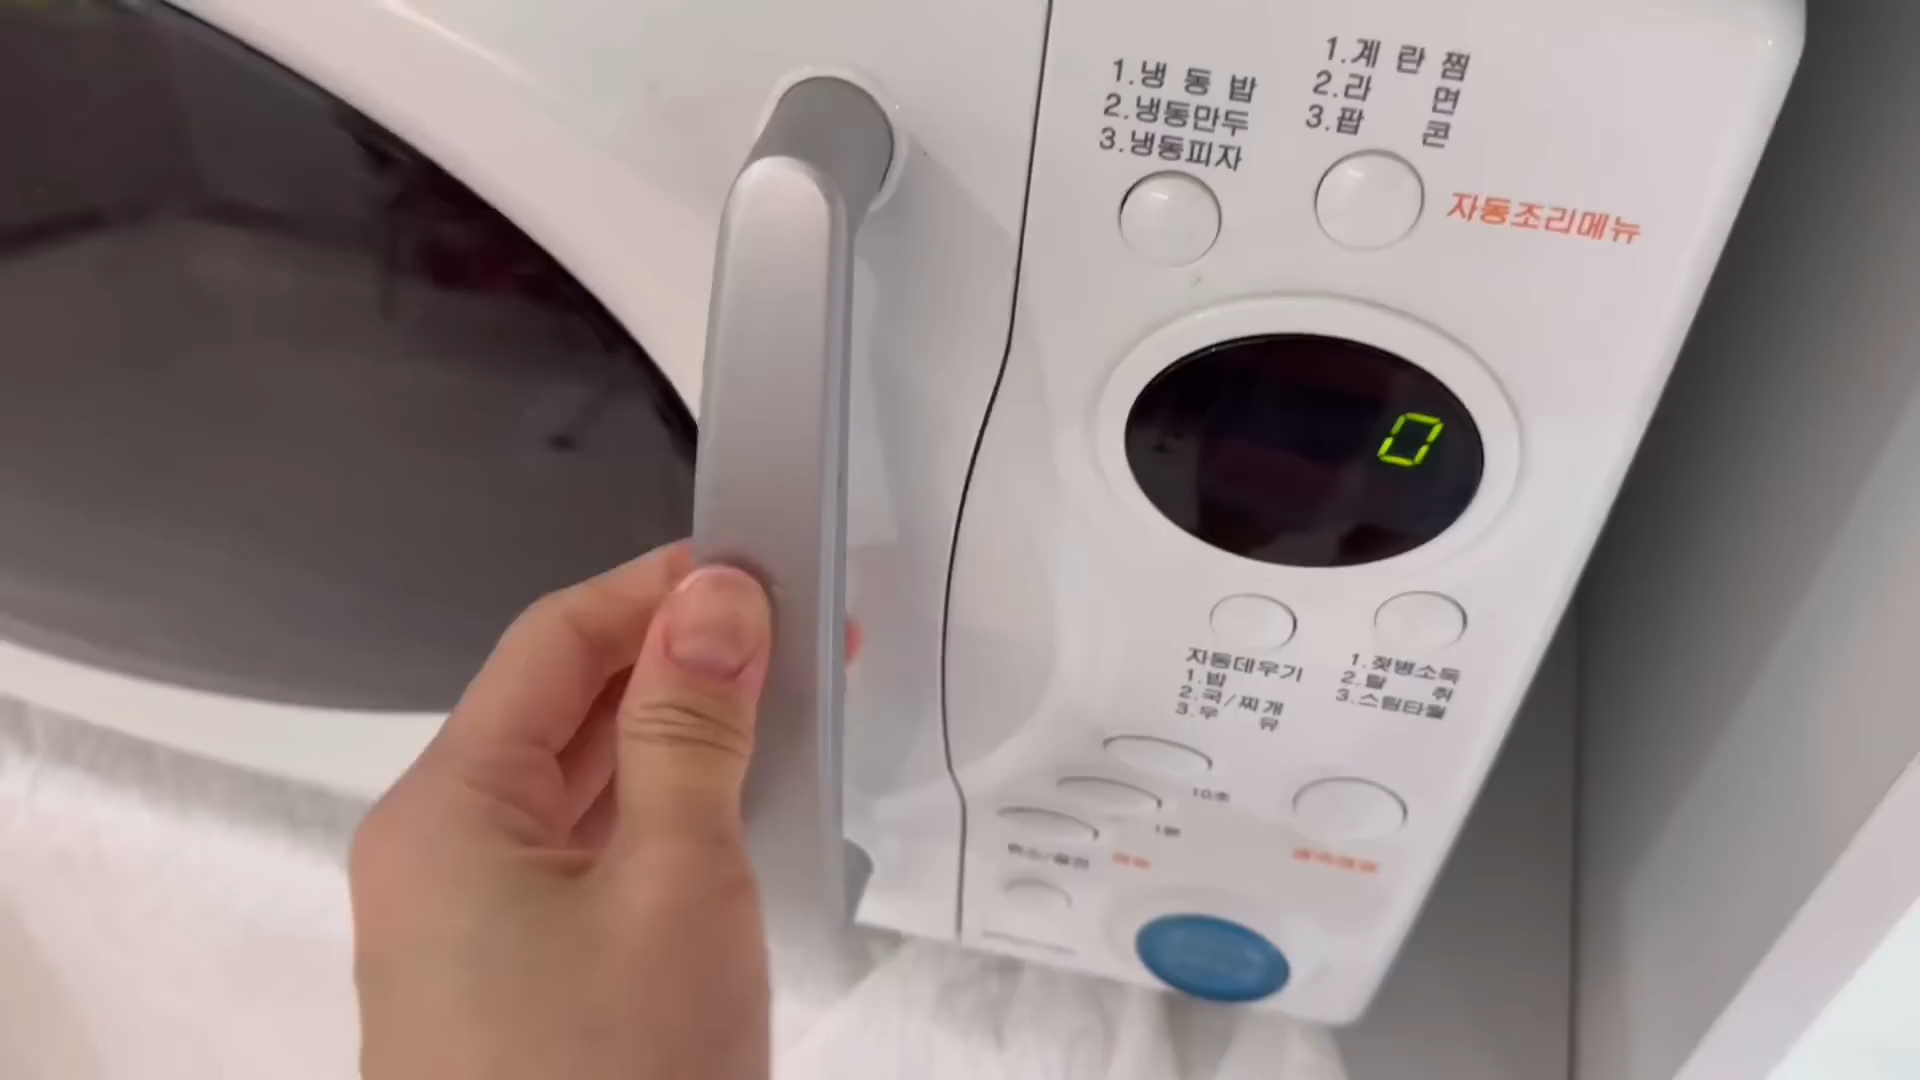 1.냉 동 밥
2.냉동만두
3.냉동피자
1.계 란 찜
2.라 면
3.팝 콘
자동조리메뉴
0
자동데우기
1.밥
2.국/찌개
3.우 유
1.젖병소독
2.탈 취
3.스팀타월
10초
1분